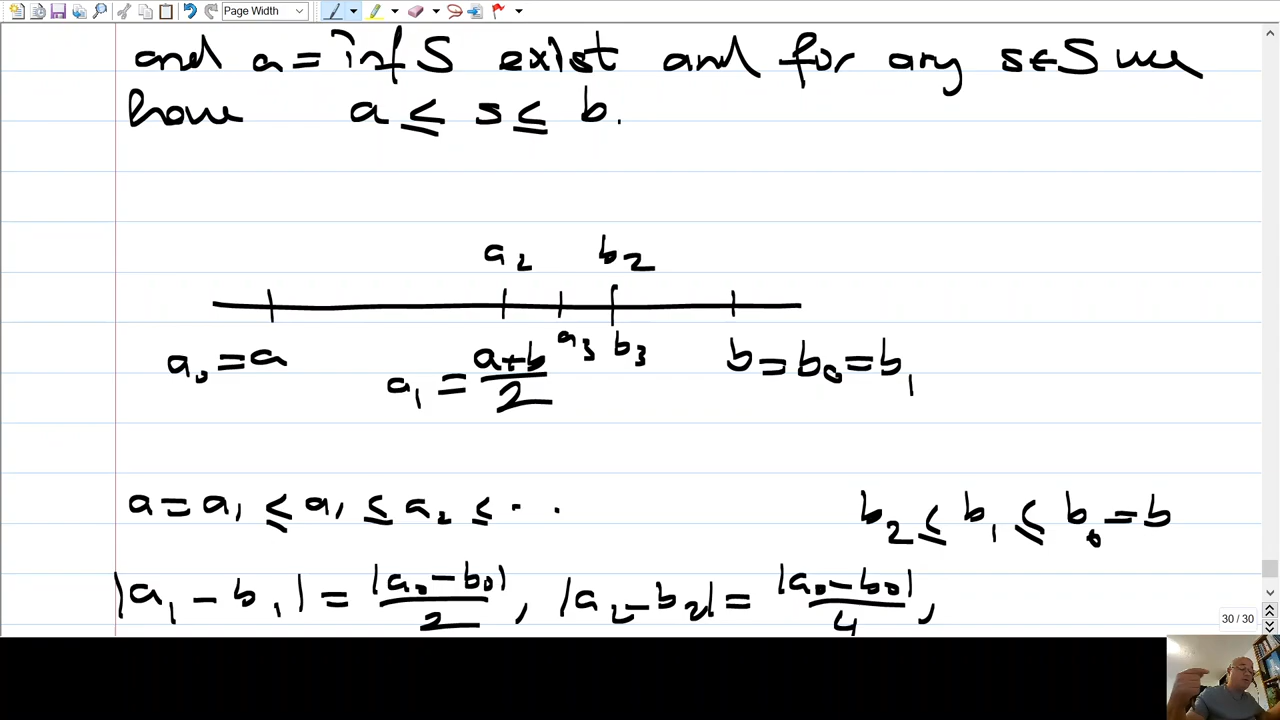 Page Width
and a = inf S exist and for any s ∈ S we
have a ≤ s ≤ b.
a₂ b₂
a₃ b₃
a₀ = a a₁ = (a+b)/2 b = b₀ = b₁
a = a₁ ≤ a₁ ≤ a₂ ≤ · · b₂ ≤ b₁ ≤ b₀ = b
|a₁ - b₁| = |a₀ - b₀|/2 , |a₂ - b₂| = |a₀ - b₀|/4 ,
30 / 30